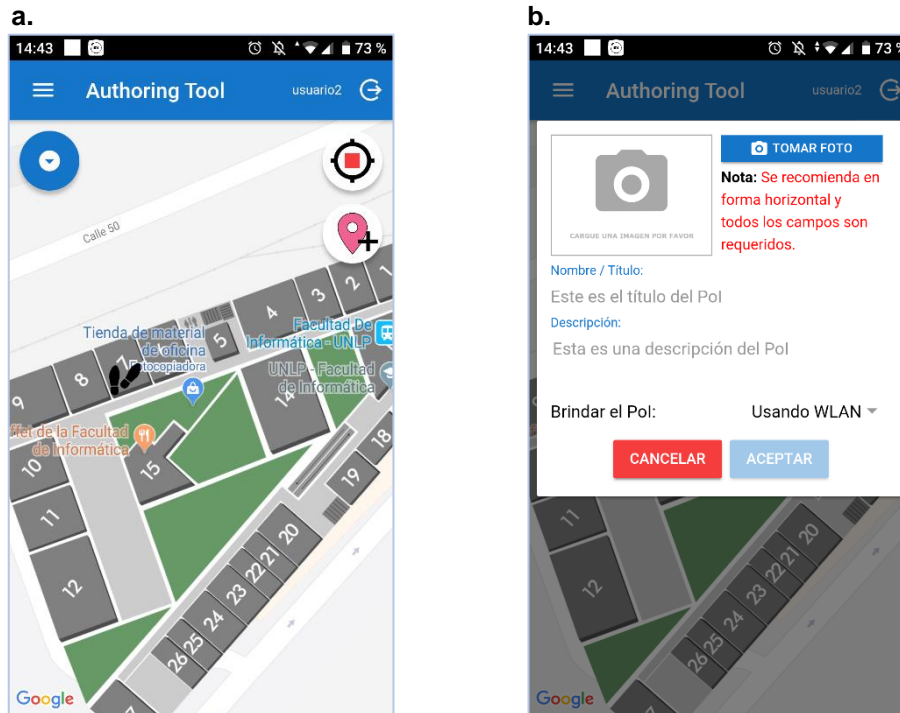 a.
14:43
73 %
Authoring Tool
usuario2
Calle 50
1
2
3
4
5
Facultad De
Informática - UNLP
Tienda de material
de oficina
Fotocopiadora
7
8
9
UNLP - Facultad
de Informática
14
ffet de la Facultad
de Informática
10
15
18
19
11
20
21
22
12
23
24
25
26
Google
b.
14:43
73 %
Authoring Tool
usuario2
CARGUE UNA IMAGEN POR FAVOR
TOMAR FOTO
Nota: Se recomienda en
forma horizontal y
todos los campos son
requeridos.
Nombre / Título:
Este es el título del PoI
Descripción:
Esta es una descripción del PoI
Brindar el PoI:
Usando WLAN
CANCELAR
ACEPTAR
11
12
20
21
22
23
24
25
26
Google